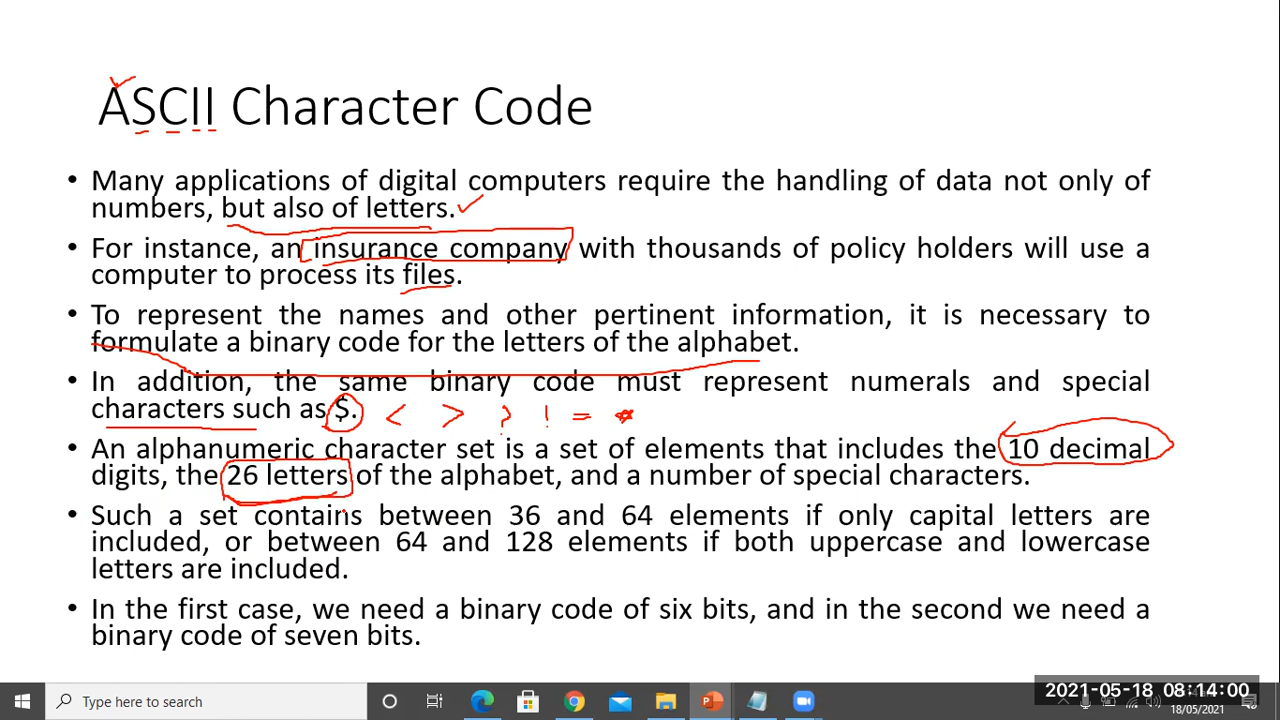 ASCII Character Code
• Many applications of digital computers require the handling of data not only of
numbers, but also of letters.
• For instance, an insurance company with thousands of policy holders will use a
computer to process its files.
• To represent the names and other pertinent information, it is necessary to
formulate a binary code for the letters of the alphabet.
• In addition, the same binary code must represent numerals and special
characters such as $. < > ? ! = *
• An alphanumeric character set is a set of elements that includes the 10 decimal
digits, the 26 letters of the alphabet, and a number of special characters.
• Such a set contains between 36 and 64 elements if only capital letters are
included, or between 64 and 128 elements if both uppercase and lowercase
letters are included.
• In the first case, we need a binary code of six bits, and in the second we need a
binary code of seven bits.
Type here to search
2021-05-18 08:14:00
18/05/2021